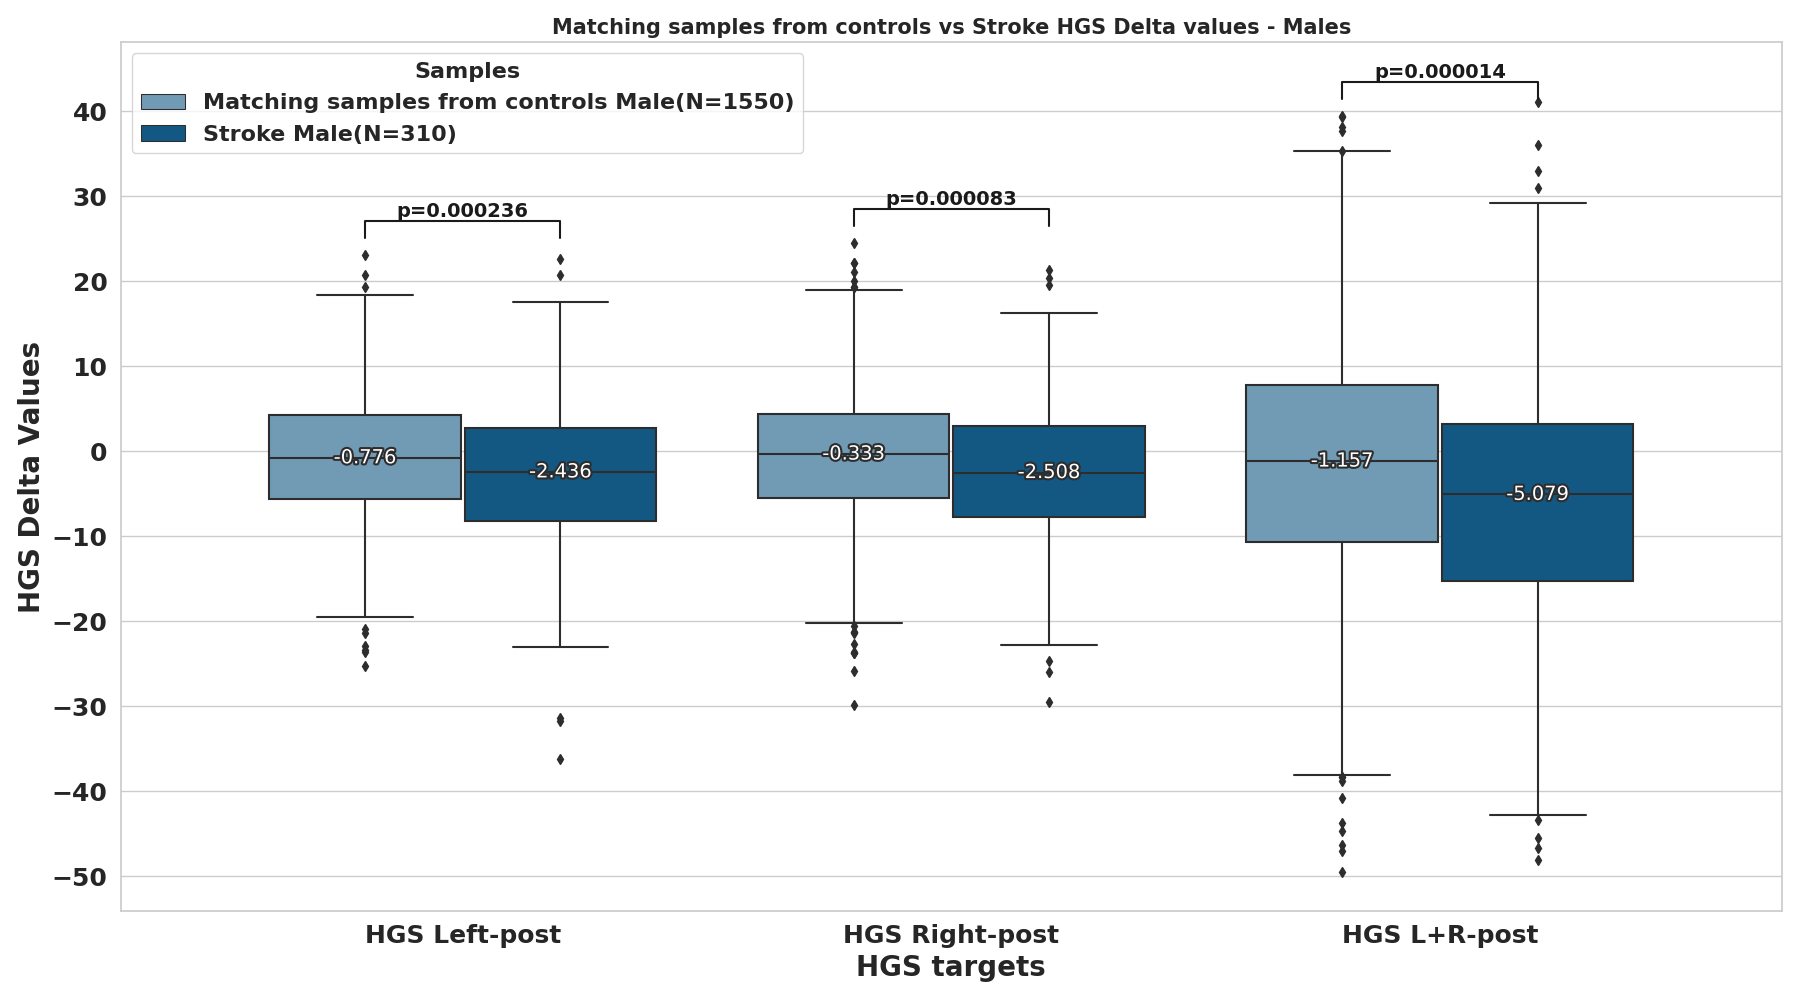 Matching samples from controls vs Stroke HGS Delta values - Males
Samples
Matching samples from controls Male(N=1550)
Stroke Male(N=310)
p=0.000236
p=0.000083
p=0.000014
40
30
20
10
0
−10
−20
−30
−40
−50
HGS Delta Values
-0.776
-2.436
-0.333
-2.508
-1.157
-5.079
HGS Left-post
HGS Right-post
HGS L+R-post
HGS targets